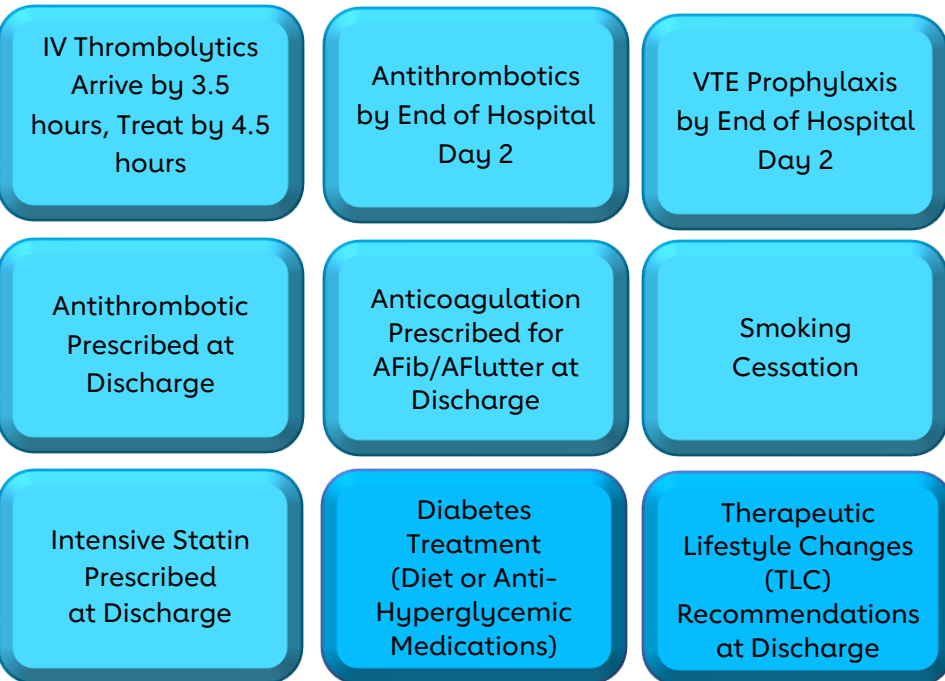 IV Thrombolytics
Arrive by 3.5
hours, Treat by 4.5
hours
Antithrombotics
by End of Hospital
Day 2
VTE Prophylaxis
by End of Hospital
Day 2
Antithrombotic
Prescribed at
Discharge
Anticoagulation
Prescribed for
AFib/AFlutter at
Discharge
Smoking
Cessation
Intensive Statin
Prescribed
at Discharge
Diabetes
Treatment
(Diet or Anti-
Hyperglycemic
Medications)
Therapeutic
Lifestyle Changes
(TLC)
Recommendations
at Discharge